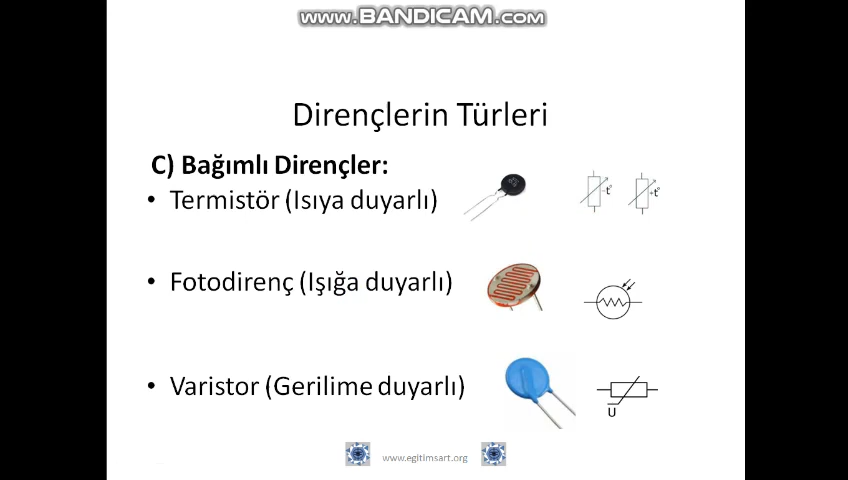 www.BANDICAM.com
Dirençlerin Türleri
C) Bağımlı Dirençler:
• Termistör (Isıya duyarlı)
-t°
+t°
• Fotodirenç (Işığa duyarlı)
• Varistor (Gerilime duyarlı)
U
www.egitimsart.org